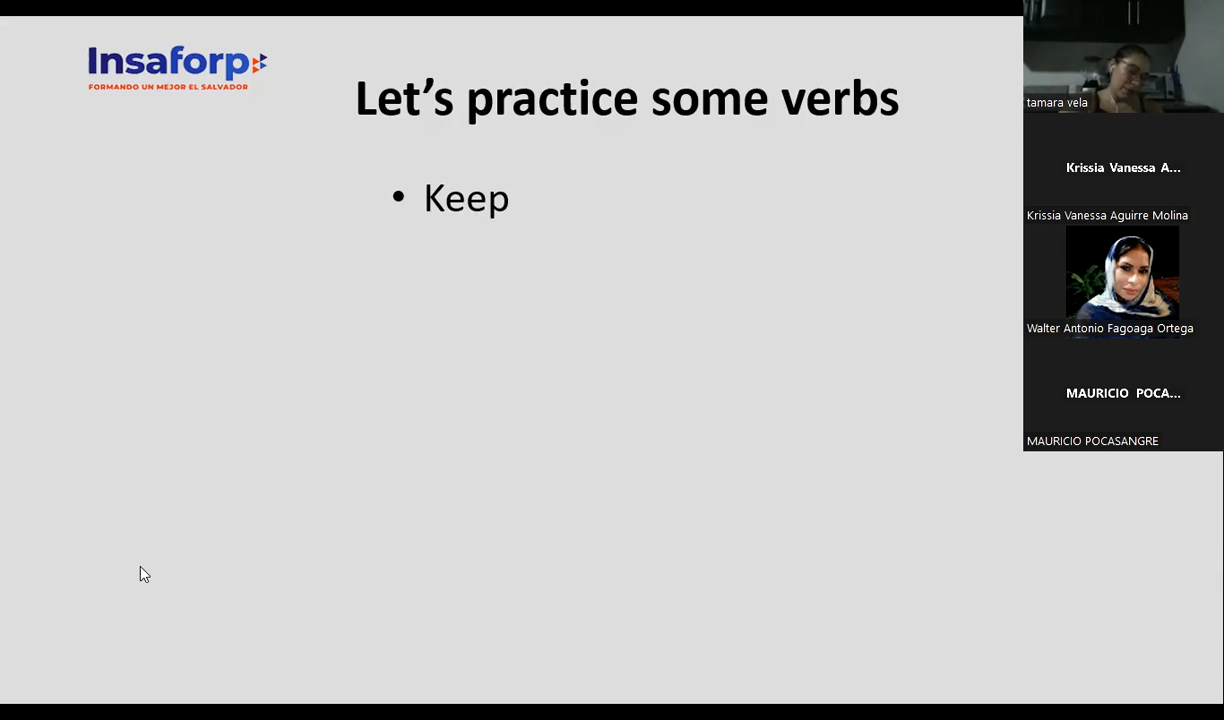 Insaforp
FORMANDO UN MEJOR EL SALVADOR
Let's practice some verbs
• Keep
tamara vela
Krissia Vanessa A...
Krissia Vanessa Aguirre Molina
Walter Antonio Fagoaga Ortega
MAURICIO POCA...
MAURICIO POCASANGRE